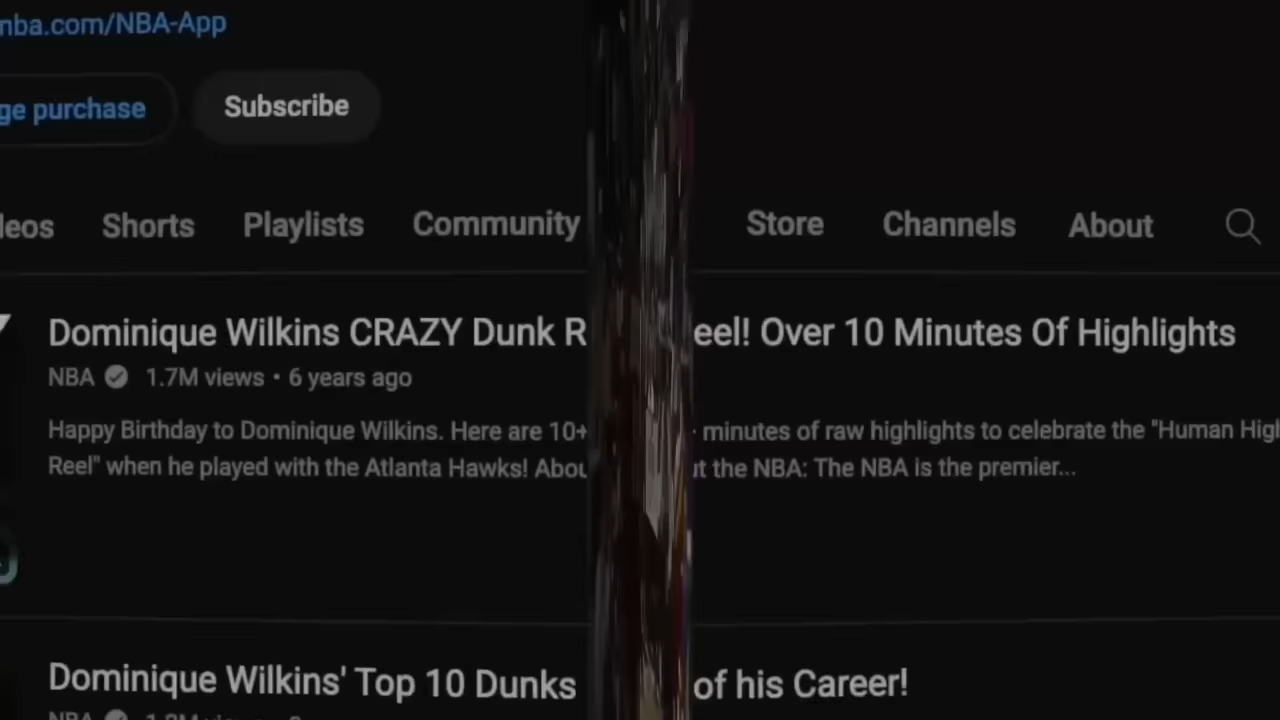 nba.com/NBA-App
ge purchase
Subscribe
eos Shorts Playlists Community Store Channels About
Dominique Wilkins CRAZY Dunk R eel! Over 10 Minutes Of Highlights
NBA 1.7M views • 6 years ago
Happy Birthday to Dominique Wilkins. Here are 10+ minutes of raw highlights to celebrate the "Human High
Reel" when he played with the Atlanta Hawks! Abou t the NBA: The NBA is the premier...
Dominique Wilkins' Top 10 Dunks of his Career!
NBA